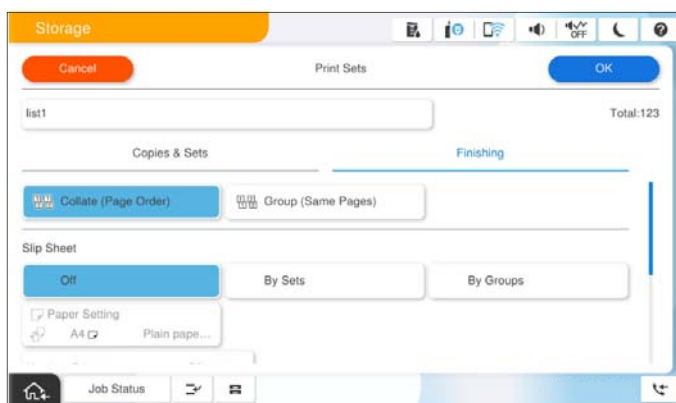 Storage
OFF
Cancel
Print Sets
OK
list1
Total:123
Copies & Sets
Finishing
Collate (Page Order)
Group (Same Pages)
Slip Sheet
Off
By Sets
By Groups
Paper Setting
A4
Plain pape...
Job Status